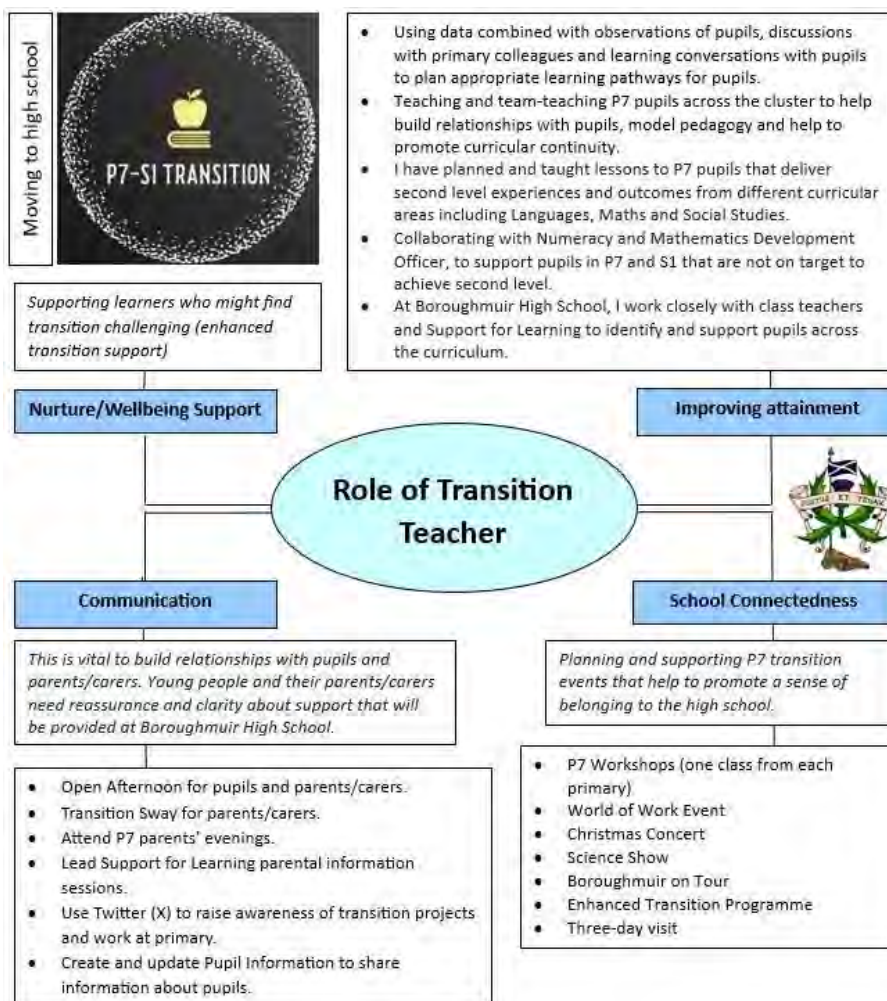 Moving to high school
P7-S1 TRANSITION
Supporting learners who might find
transition challenging (enhanced
transition support)
Nurture/Wellbeing Support
• Using data combined with observations of pupils, discussions
with primary colleagues and learning conversations with pupils
to plan appropriate learning pathways for pupils.
• Teaching and team-teaching P7 pupils across the cluster to help
build relationships with pupils, model pedagogy and help to
promote curricular continuity.
• I have planned and taught lessons to P7 pupils that deliver
second level experiences and outcomes from different curricular
areas including Languages, Maths and Social Studies.
• Collaborating with Numeracy and Mathematics Development
Officer, to support pupils in P7 and S1 that are not on target to
achieve second level.
• At Boroughmuir High School, I work closely with class teachers
and Support for Learning to identify and support pupils across
the curriculum.
Improving attainment
Role of Transition
Teacher
ET
Communication
This is vital to build relationships with pupils and
parents/carers. Young people and their parents/carers
need reassurance and clarity about support that will
be provided at Boroughmuir High School.
• Open Afternoon for pupils and parents/carers.
• Transition Sway for parents/carers.
• Attend P7 parents' evenings.
• Lead Support for Learning parental information
sessions.
• Use Twitter (X) to raise awareness of transition projects
and work at primary.
• Create and update Pupil Information to share
information about pupils.
School Connectedness
Planning and supporting P7 transition
events that help to promote a sense of
belonging to the high school.
• P7 Workshops (one class from each
primary)
• World of Work Event
• Christmas Concert
• Science Show
• Boroughmuir on Tour
• Enhanced Transition Programme
• Three-day visit